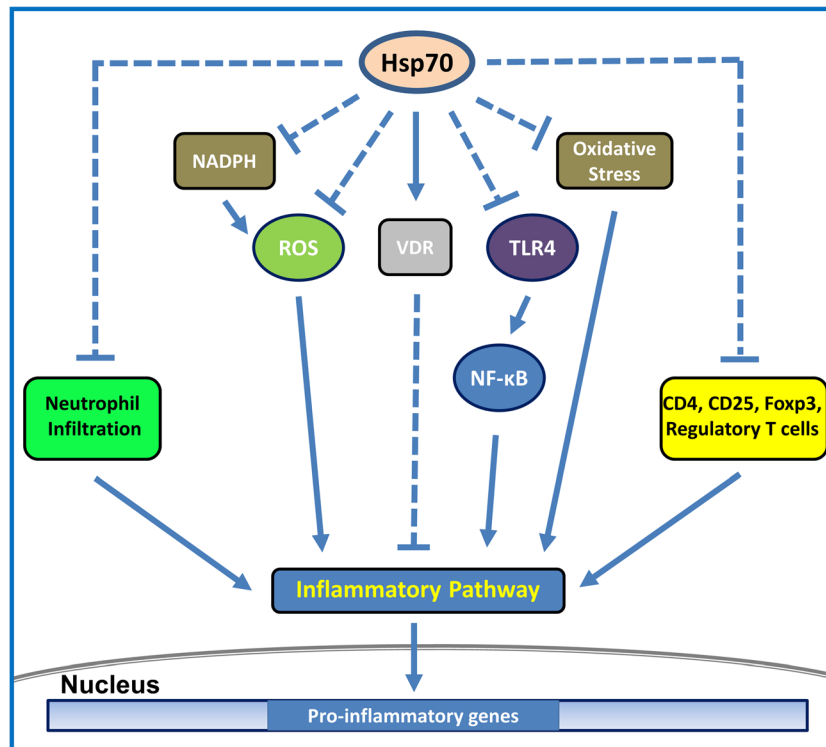 Hsp70
NADPH
Oxidative
Stress
ROS
VDR
TLR4
NF-κB
Neutrophil
Infiltration
CD4, CD25, Foxp3,
Regulatory T cells
Inflammatory Pathway
Nucleus
Pro-inflammatory genes